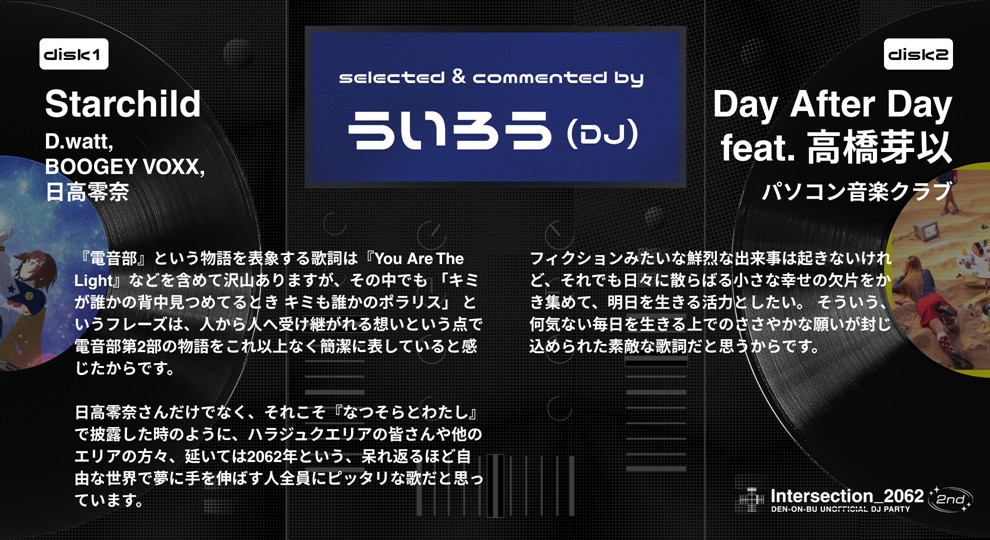 disk1
Starchild
D.watt,
BOOGEY VOXX,
日高零奈
selected & commented by
ういろう (DJ)
disk2
Day After Day
feat. 高橋芽以
パソコン音楽クラブ
『電音部』という物語を表象する歌詞は『You Are The
Light』などを含めて沢山ありますが、その中でも 「キミ
が誰かの背中見つめてるとき キミも誰かのポラリス」 と
いうフレーズは、人から人へ受け継がれる想いという点で
電音部第2部の物語をこれ以上なく簡潔に表していると感
じたからです。
日高零奈さんだけでなく、それこそ『なつそらとわたし』
で披露した時のように、ハラジュクエリアの皆さんや他の
エリアの方々、延いては2062年という、呆れ返るほど自
由な世界で夢に手を伸ばす人全員にピッタリな歌だと思っ
ています。
フィクションみたいな鮮烈な出来事は起きないけれ
ど、それでも日々に散らばる小さな幸せの欠片をか
き集めて、明日を生きる活力としたい。 そういう、
何気ない毎日を生きる上でのささやかな願いが封じ
込められた素敵な歌詞だと思うからです。
Intersection_2062
DEN-ON-BU UNOFFICIAL DJ PARTY
2nd